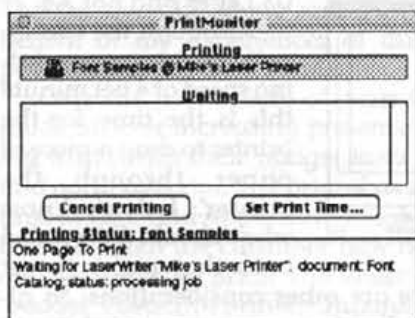 PrintMonitor
Printing
Font Samples @ Mike's Laser Printer
Waiting
Cancel Printing
Set Print Time...
Printing Status: Font Samples
One Page To Print
Waiting for LaserWriter "Mike's Laser Printer"; document: Font
Catalog, status: processing job